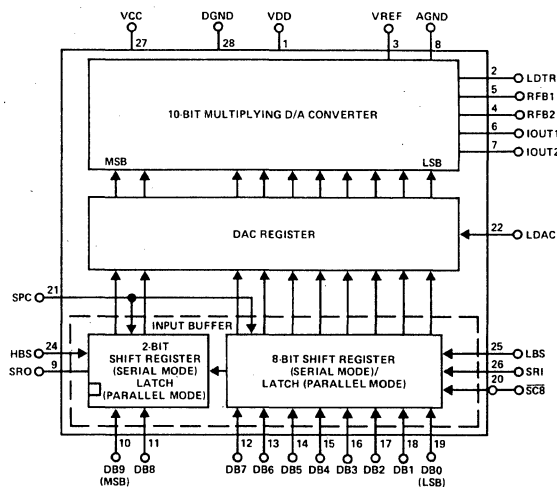 VCC DGND VDD VREF AGND
27 28 1 3 8
2 LDTR
5 RFB1
4 RFB2
6 IOUT1
7 IOUT2
10-BIT MULTIPLYING D/A CONVERTER
MSB LSB
DAC REGISTER
22 LDAC
SPC 21
INPUT BUFFER
2-BIT
SHIFT REGISTER
(SERIAL MODE)
LATCH
(PARALLEL MODE)
8-BIT SHIFT REGISTER
(SERIAL MODE)/
LATCH (PARALLEL MODE)
HBS 24
SRO 9
25 LBS
26 SRI
20 SC8
10 11 12 13 14 15 16 17 18 19
DB9 DB8 DB7 DB6 DB5 DB4 DB3 DB2 DB1 DB0
(MSB) (LSB)